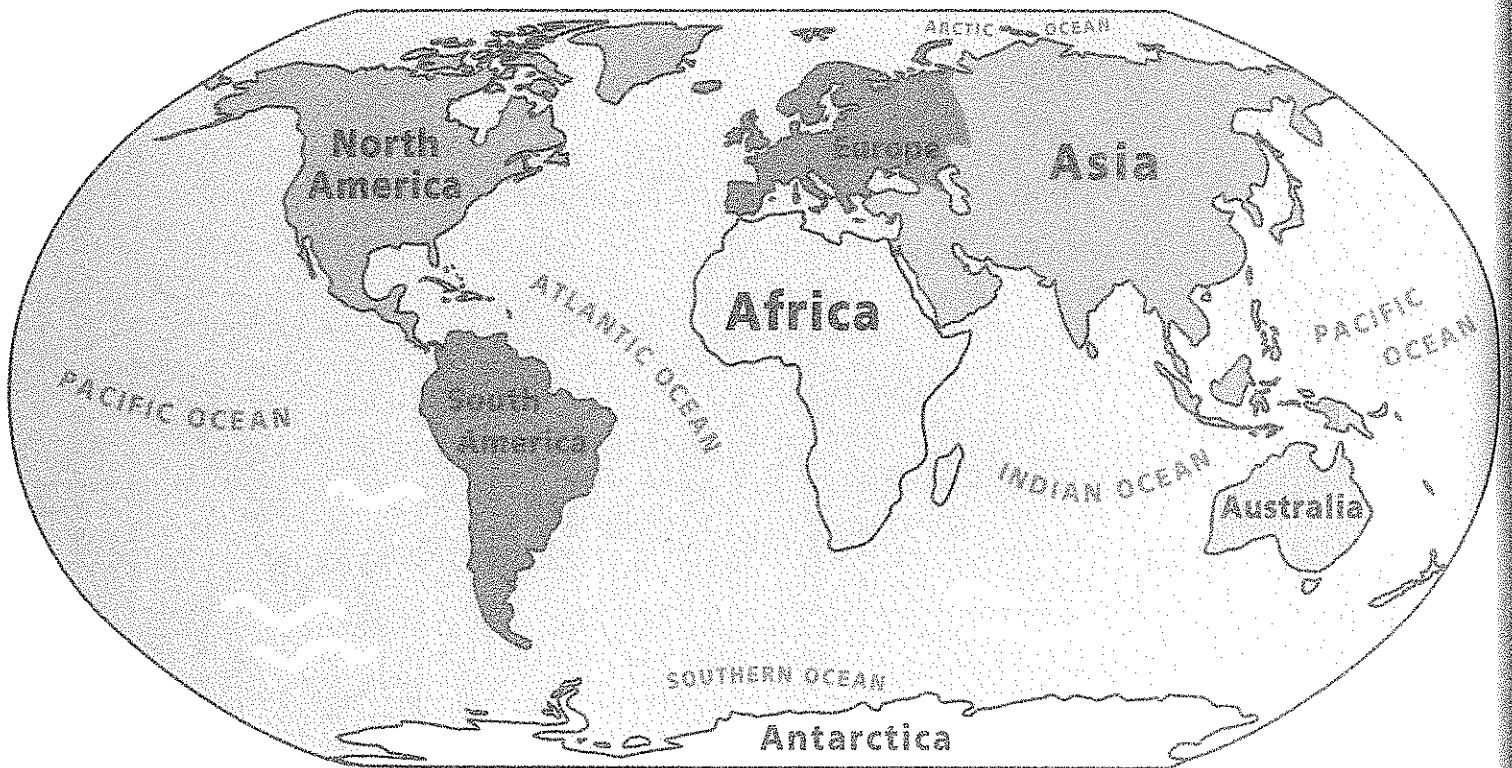 ARCTIC OCEAN
North
America
Europe
Asia
ATLANTIC OCEAN
Africa
PACIFIC
OCEAN
PACIFIC OCEAN
South
America
INDIAN OCEAN
Australia
SOUTHERN OCEAN
Antarctica